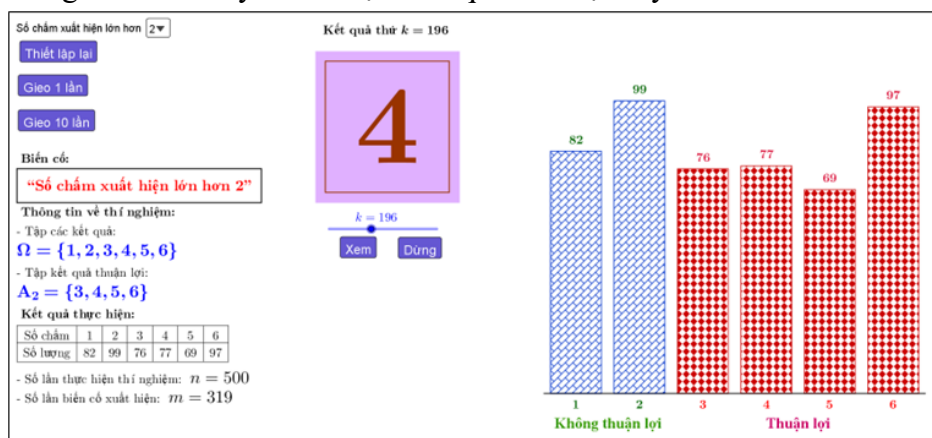 Số chấm xuất hiện lớn hơn 2▼
Thiết lập lại
Gieo 1 lần
Gieo 10 lần
Biến cố:
“Số chấm xuất hiện lớn hơn 2”
Thông tin về thí nghiệm:
- Tập các kết quả:
Ω = {1, 2, 3, 4, 5, 6}
- Tập kết quả thuận lợi:
A₂ = {3, 4, 5, 6}
Kết quả thực hiện:
Số chấm 1 2 3 4 5 6
Số lượng 82 99 76 77 69 97
- Số lần thực hiện thí nghiệm: n = 500
- Số lần biến cố xuất hiện: m = 319
Kết quả thứ k = 196
4
k = 196
Xem Dừng
82 99 76 77 69 97
1 2 3 4 5 6
Không thuận lợi Thuận lợi